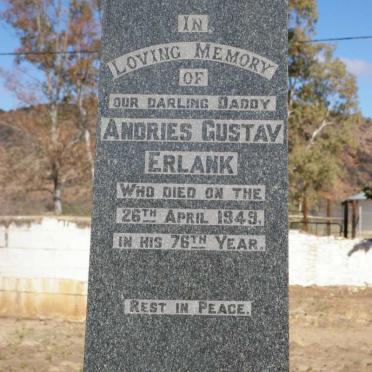 IN
LOVING MEMORY
OF
OUR DARLING DADDY
ANDRIES GUSTAV
ERLANK
WHO DIED ON THE
26TH APRIL 1949.
IN HIS 76TH YEAR.
REST IN PEACE.